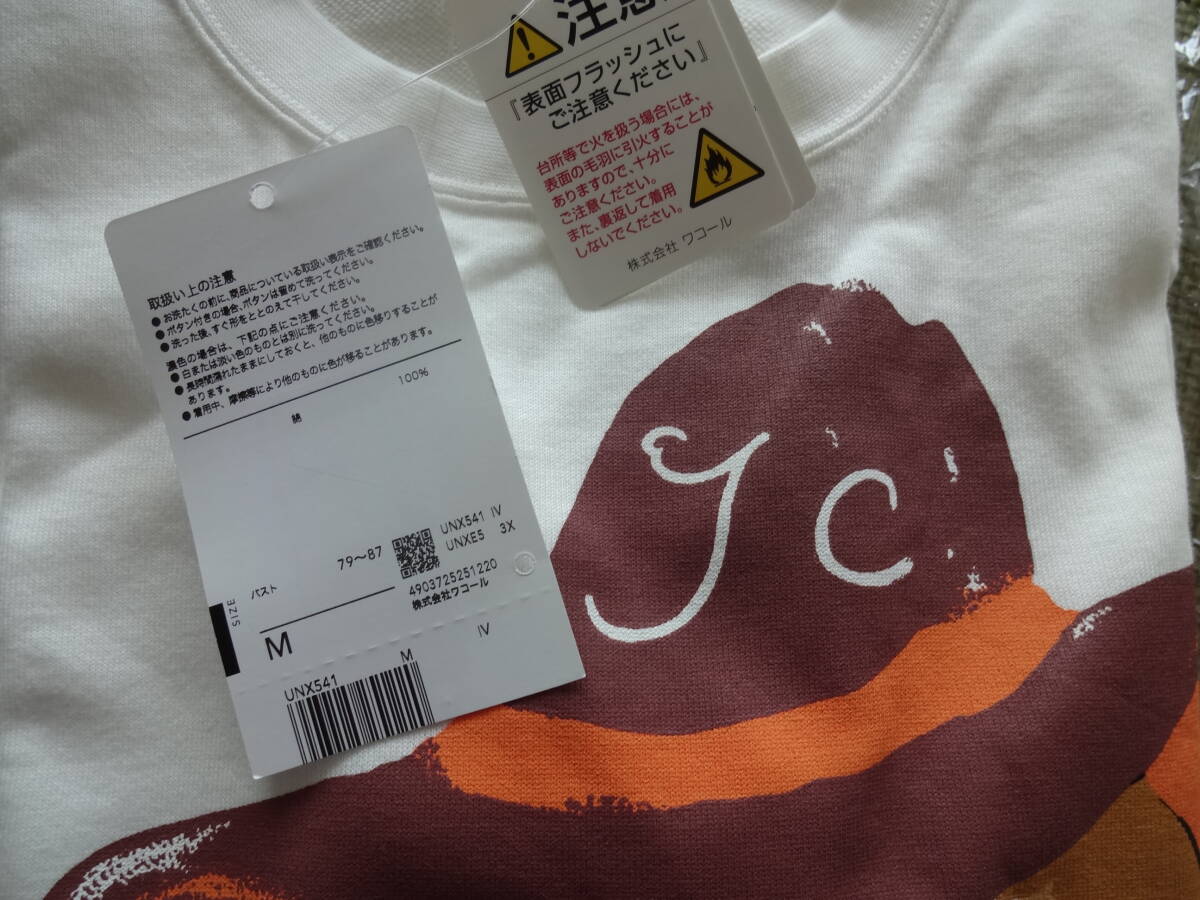 注意
『表面フラッシュに
ご注意ください』
台所等で火を扱う場合には、
表面の毛羽に引火することが
ありますので、十分に
ご注意ください。
また、裏返して着用
しないでください。
株式会社 ワコール
取扱い上の注意
●お洗たくの前に、商品についている取扱い表示をご確認ください。
●ボタン付きの場合、ボタンは留めて洗ってください。
●洗った後、すぐ形をととのえて干してください。
濃色の場合は、下記の点にご注意ください。
●白または淡い色のものとは別に洗ってください。
●長時間濡れたままにしておくと、他のものに色移りすることが
あります。
●着用中、摩擦等により他のものに色が移ることがあります。
綿 100%
バスト 79〜87
UNX541 IV
UNXE5 3X
4903725251220
株式会社ワコール
SIZE
M
IV
UNX541 M
JC